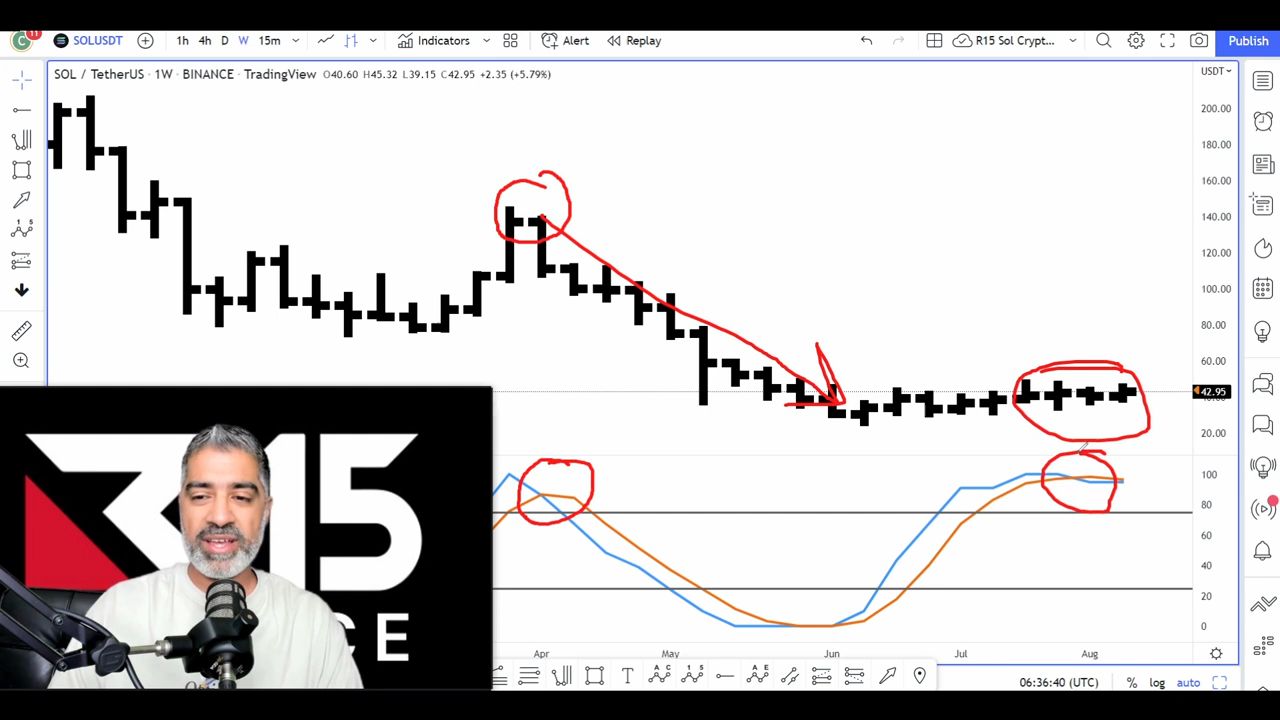 11
SOLUSDT 1h 4h D W 15m Indicators Alert Replay R15 Sol Crypt... Publish
SOL / TetherUS · 1W · BINANCE · TradingView O40.60 H45.32 L39.15 C42.95 +2.35 (+5.79%)
USDT
200.00
180.00
160.00
140.00
120.00
100.00
80.00
60.00
42.95
20.00
100
80
60
40
20
0
R15
CE
Apr May Jun Jul Aug
06:36:40 (UTC) % log auto